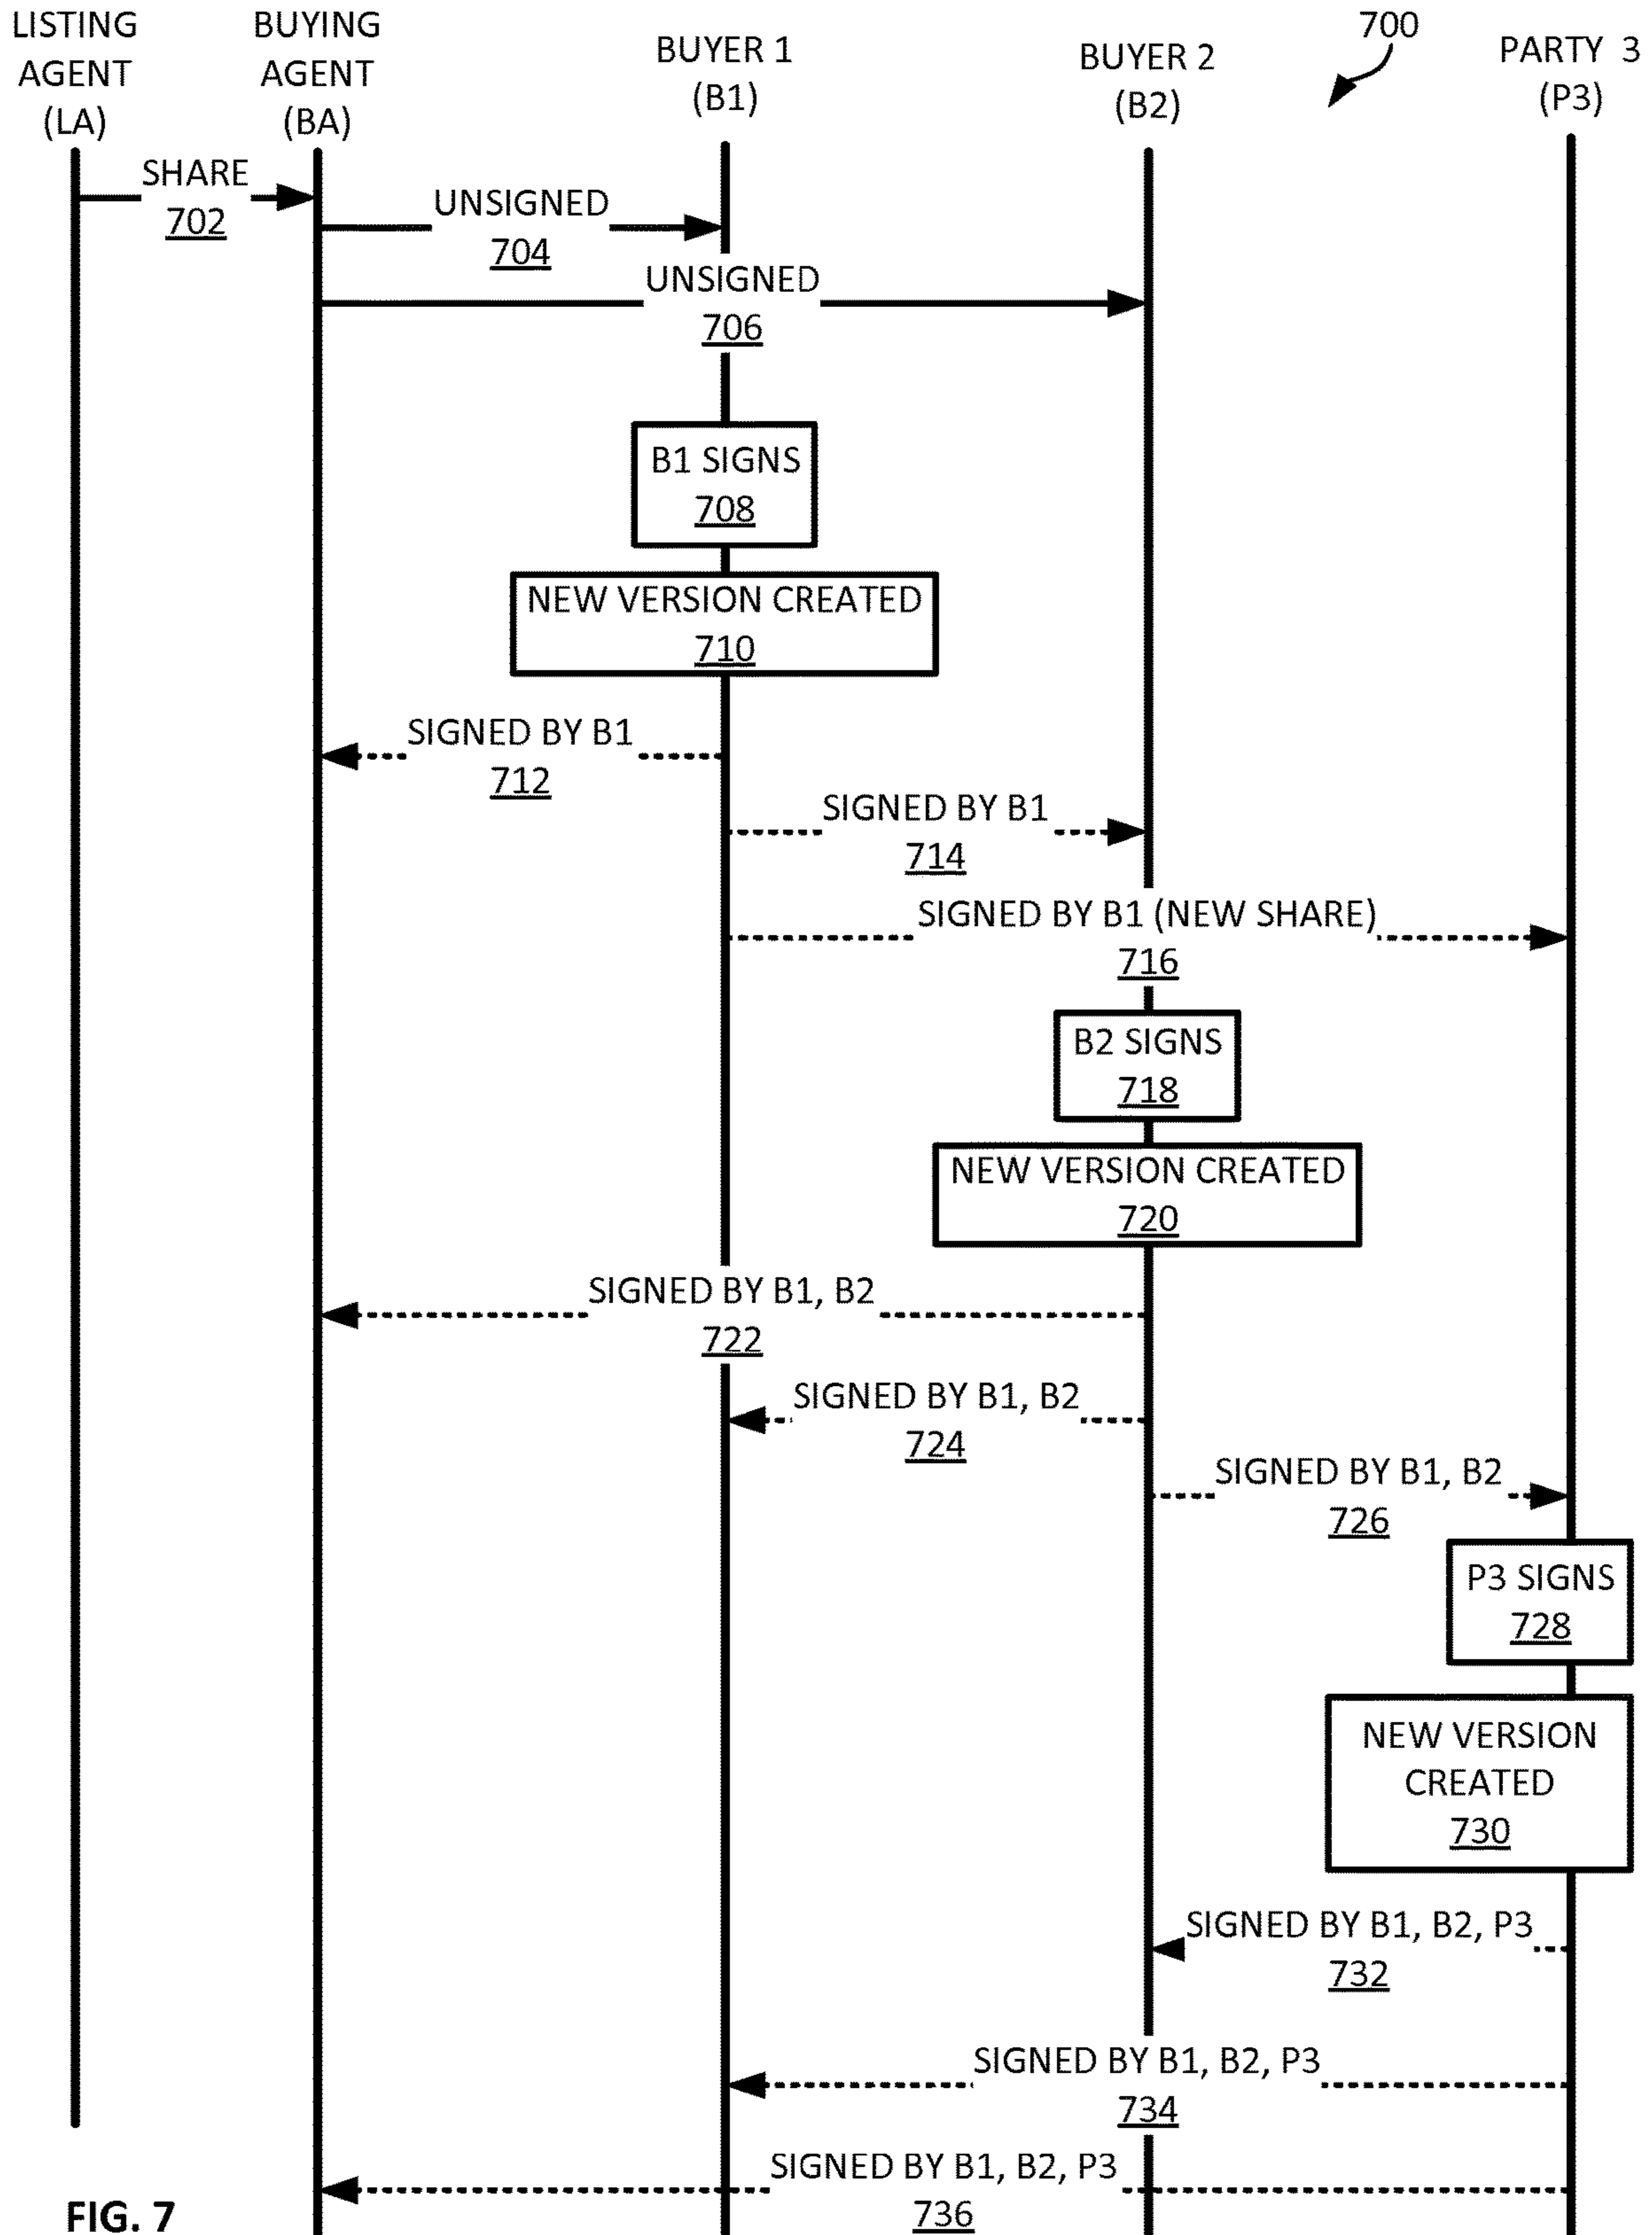 LISTING
AGENT
(LA)
BUYING
AGENT
(BA)
BUYER 1
(B1)
BUYER 2
(B2)
700
PARTY 3
(P3)
SHARE
702
UNSIGNED
704
UNSIGNED
706
B1 SIGNS
708
NEW VERSION CREATED
710
SIGNED BY B1
712
SIGNED BY B1
714
SIGNED BY B1 (NEW SHARE)
716
B2 SIGNS
718
NEW VERSION CREATED
720
SIGNED BY B1, B2
722
SIGNED BY B1, B2
724
SIGNED BY B1, B2
726
P3 SIGNS
728
NEW VERSION
CREATED
730
SIGNED BY B1, B2, P3
732
SIGNED BY B1, B2, P3
734
SIGNED BY B1, B2, P3
736
FIG. 7